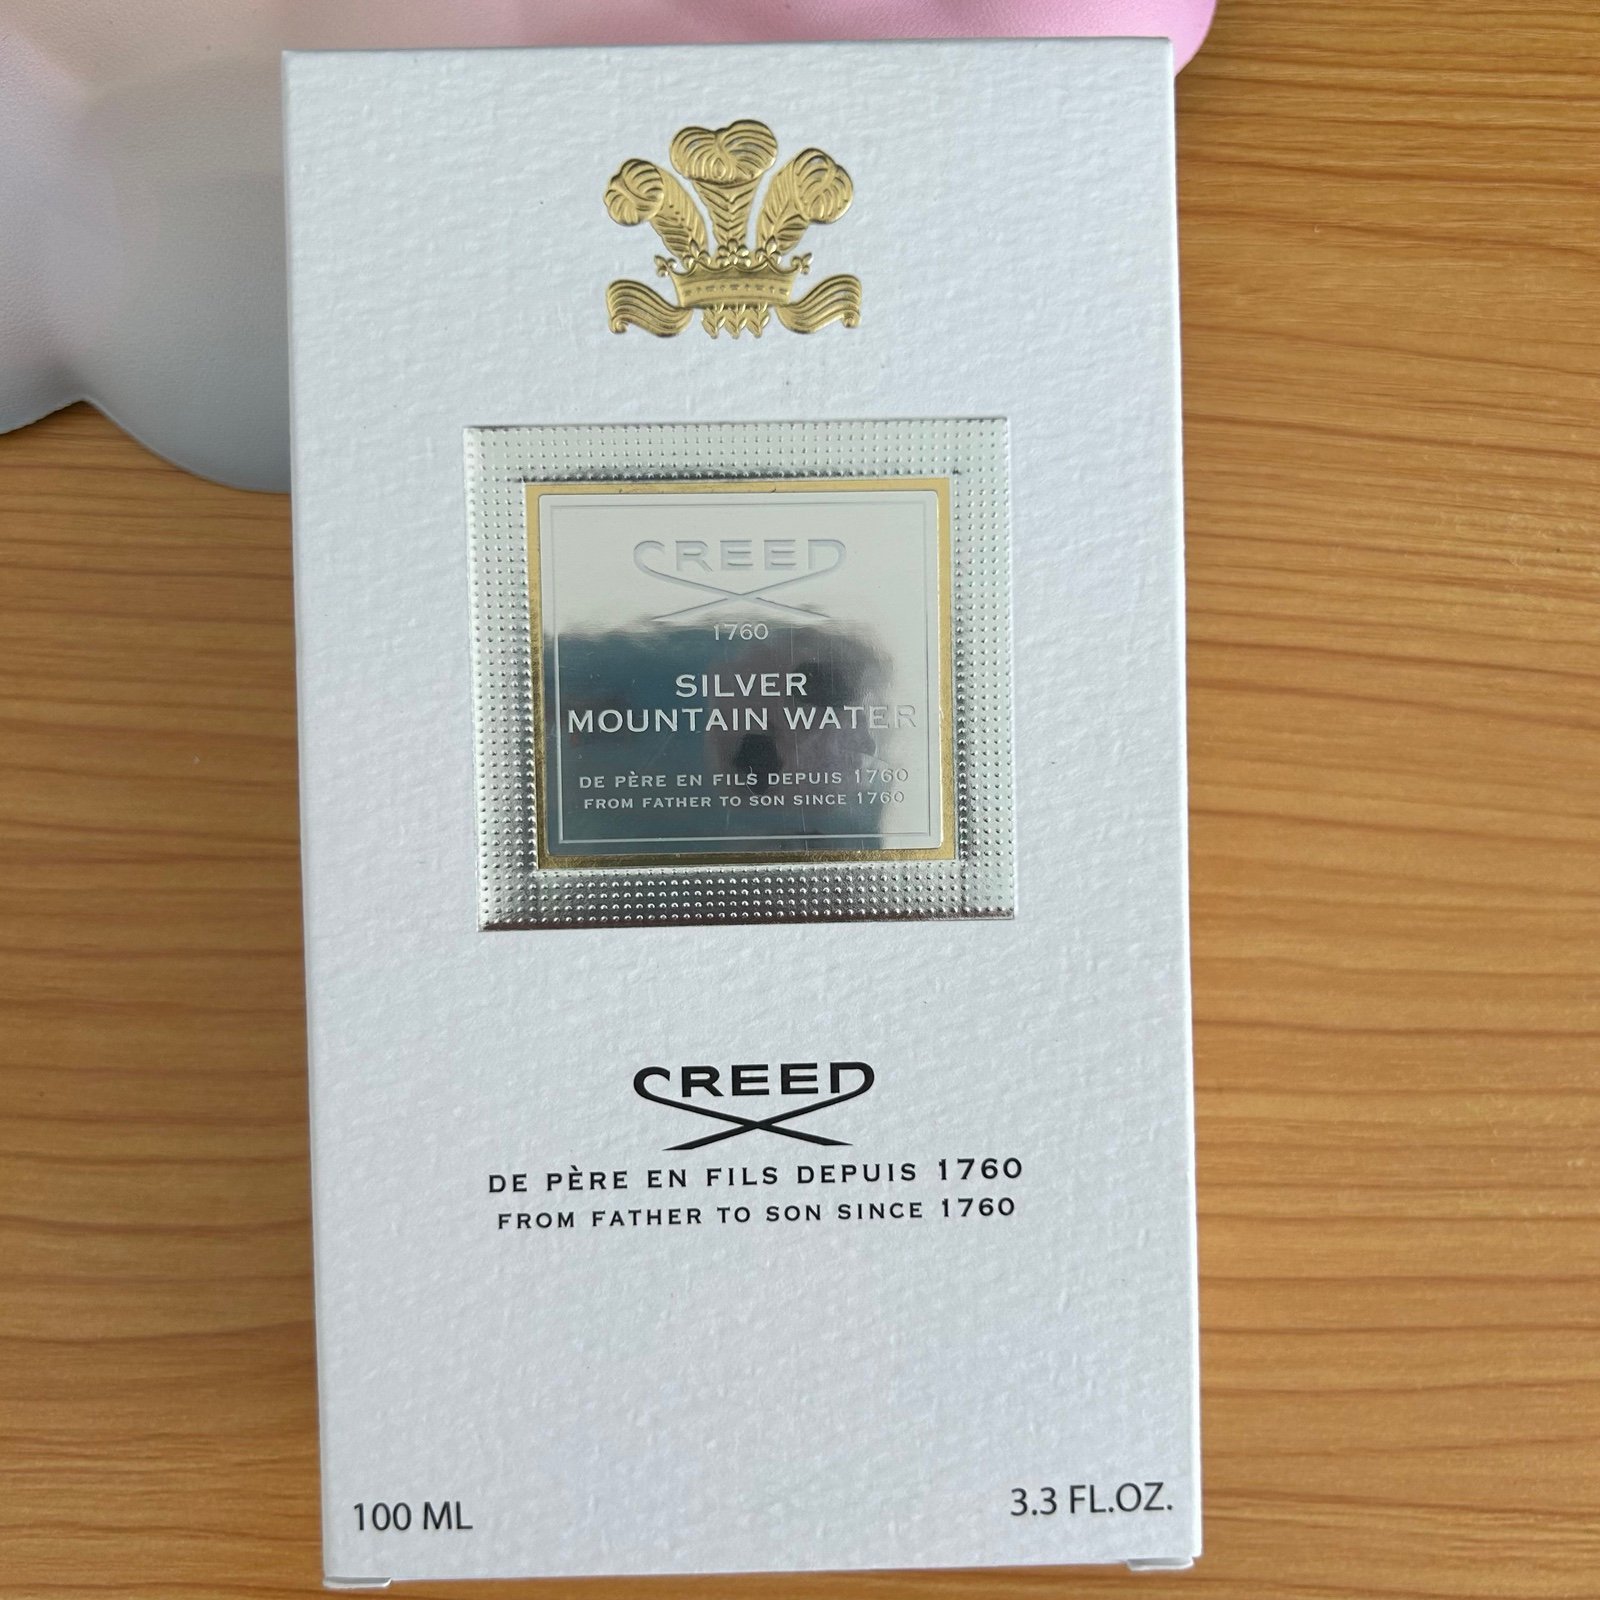 CREED
1760
SILVER
MOUNTAIN WATER
DE PÈRE EN FILS DEPUIS 1760
FROM FATHER TO SON SINCE 1760
CREED
DE PÈRE EN FILS DEPUIS 1760
FROM FATHER TO SON SINCE 1760
100 ML
3.3 FL.OZ.